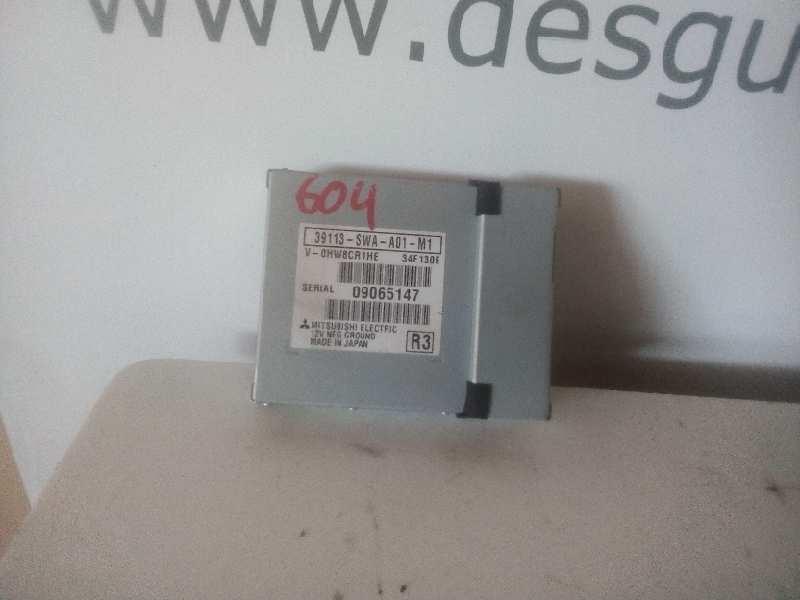 www.desgu
604
39113-SWA-A01-M1
V-0HW8CR1HE 34F130F
SERIAL 09065147
MITSUBISHI ELECTRIC
12V NEG GROUND
MADE IN JAPAN
R3